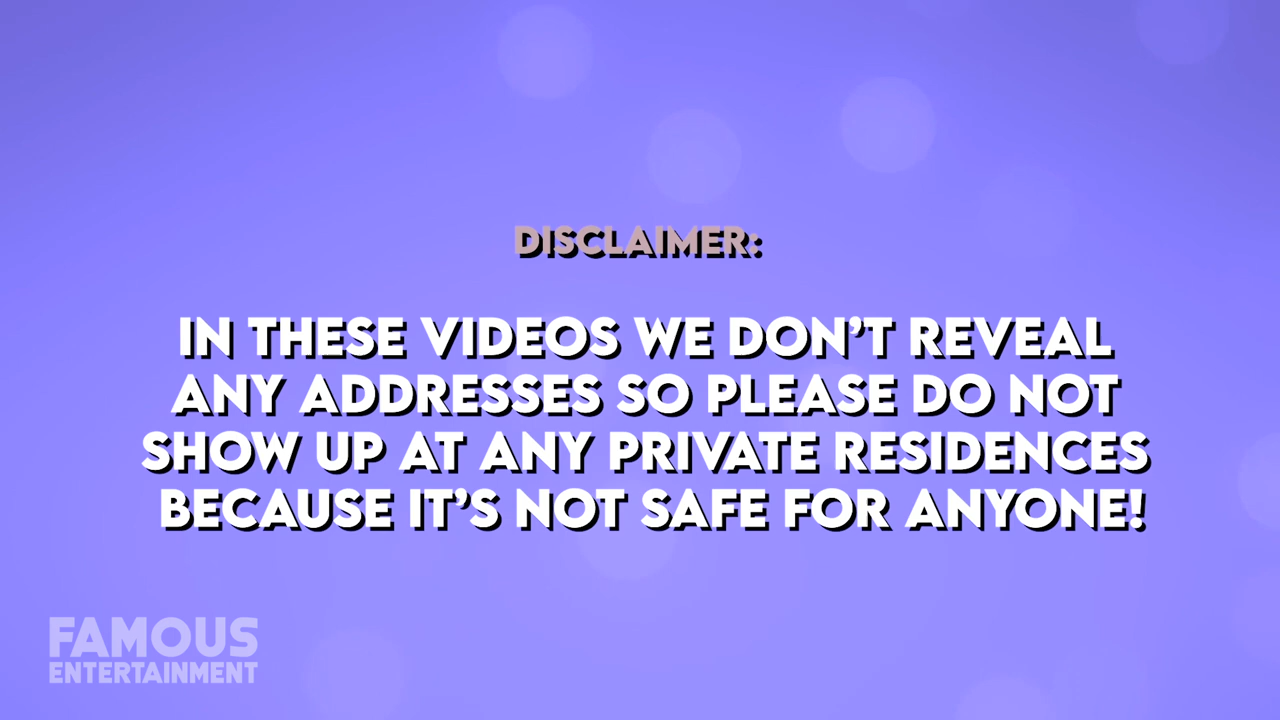 DISCLAIMER:
IN THESE VIDEOS WE DON'T REVEAL
ANY ADDRESSES SO PLEASE DO NOT
SHOW UP AT ANY PRIVATE RESIDENCES
BECAUSE IT'S NOT SAFE FOR ANYONE!
FAMOUS
ENTERTAINMENT